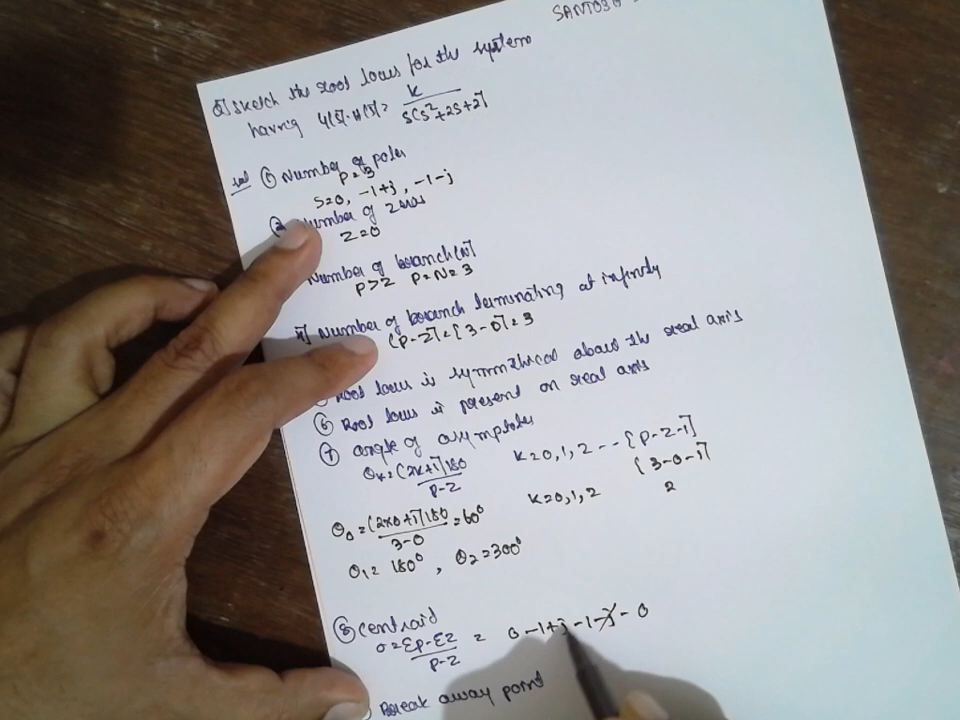 SANTOSO
Q] Sketch the root locus for the system
having G(S).H(S)= K / S(S²+2S+2)
Sol ① Number of poles
P=3
S=0, -1+j, -1-j
② Number of zeros
Z=0
Number of branch(N)
P>Z P=N=3
4] Number of branch terminating at infinity
(P-Z)=(3-0)=3
Root locus is symmetrical about the real axis
⑥ Root locus is present on real axis
⑦ angle of asymptotes
θK=(2K+1)180 / P-Z K=0,1,2 -- (P-Z-1)
(3-0-1)
θ0=(2x0+1)180 / 3-0 =60° K=0,1,2 2
θ1= 180° , θ2=300°
⑧ Centroid
σ=ΣP-ΣZ / P-Z = 0-1+j-1-j-0
Break away point